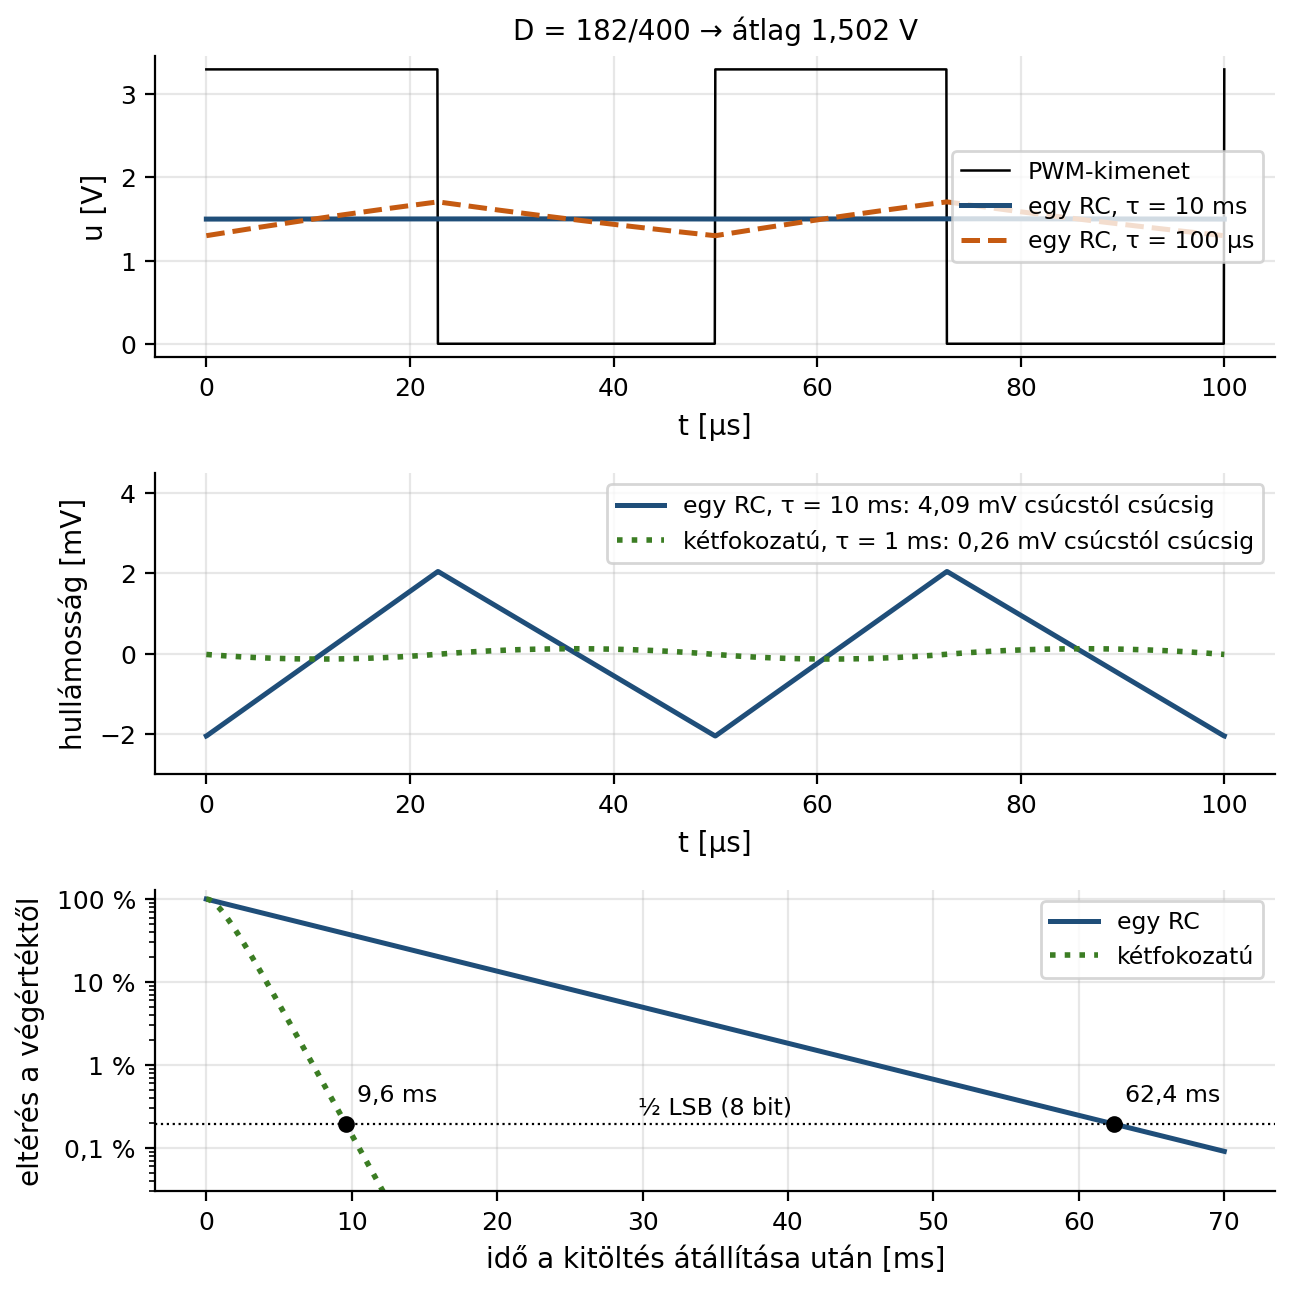 D = 182/400 → átlag 1,502 V
u [V]
3
2
1
0
PWM-kimenet
egy RC, τ = 10 ms
egy RC, τ = 100 µs
0 20 40 60 80 100
t [µs]
hullámosság [mV]
4
2
0
−2
egy RC, τ = 10 ms: 4,09 mV csúcstól csúcsig
kétfokozatú, τ = 1 ms: 0,26 mV csúcstól csúcsig
0 20 40 60 80 100
t [µs]
eltérés a végértéktől
100 %
10 %
1 %
0,1 %
egy RC
kétfokozatú
9,6 ms
½ LSB (8 bit)
62,4 ms
0 10 20 30 40 50 60 70
idő a kitöltés átállítása után [ms]